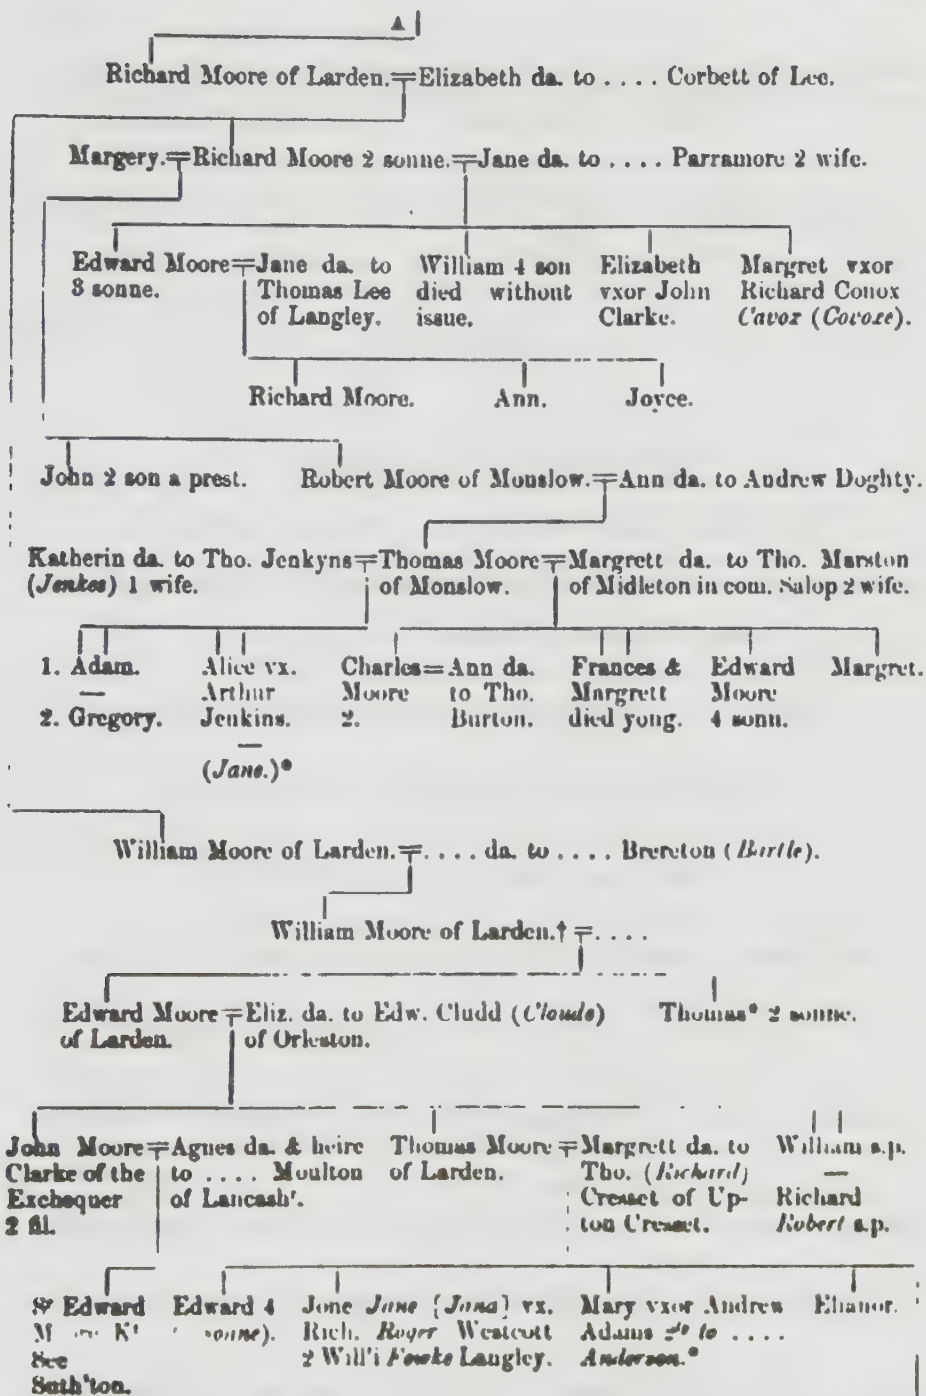 A
Richard Moore of Larden. = Elizabeth da. to . . . . Corbett of Lee.
Margery. = Richard Moore 2 sonne. = Jane da. to . . . . Parramore 2 wife.
Edward Moore = Jane da. to William 4 son Elizabeth Margret vxor
3 sonne. Thomas Lee died without vxor John Richard Conox
of Langley. issue. Clarke. Cavox (Covoxe).
Richard Moore. Ann. Joyce.
John 2 son a prest. Robert Moore of Monslow. = Ann da. to Andrew Doghty.
Katherin da. to Tho. Jenkyns = Thomas Moore = Margrett da. to Tho. Marston
(Jenkes) 1 wife. of Monslow. of Midleton in com. Salop 2 wife.
1. Adam. Alice vx. Charles = Ann da. Frances & Edward Margret.
— Arthur Moore to Tho. Margrett Moore
2. Gregory. Jenkins. 2. Burton. died yong. 4 sonn.
—
(Jane.)*
William Moore of Larden. = . . . . da. to . . . . Brereton (Bartle).
William Moore of Larden.† = . . . .
Edward Moore = Eliz. da. to Edw. Cludd (Cloude) Thomas* 2 sonne.
of Larden. of Orleston.
John Moore = Agnes da. & heire Thomas Moore = Margrett da. to William s.p.
Clarke of the to . . . . Moulton of Larden. Tho. (Richard) —
Exchequer of Lancashr. Cresset of Up- Richard
2 fil. ton Cresset. Robert s.p.
Sr Edward Edward 4 Jone Jane [Jana] vx. Mary vxor Andrew Elianor.
Kt sonne). Rich. Roger Westcott Adams 2do to . . . .
See 2 Will'i Fowke Langley. Anderson.*
Suth'ton.